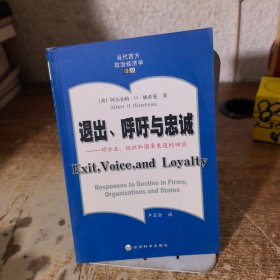 当代西方
政治经济学
译丛
[美] 阿尔伯特·O·赫希曼 著
Albert O. Hirschman
退出、呼吁与忠诚
——对企业、组织和国家衰退的回应
Exit,Voice,and Loyalty
Responses to Decline in Firms,
Organizations and States
卢昌崇 译
经济科学出版社